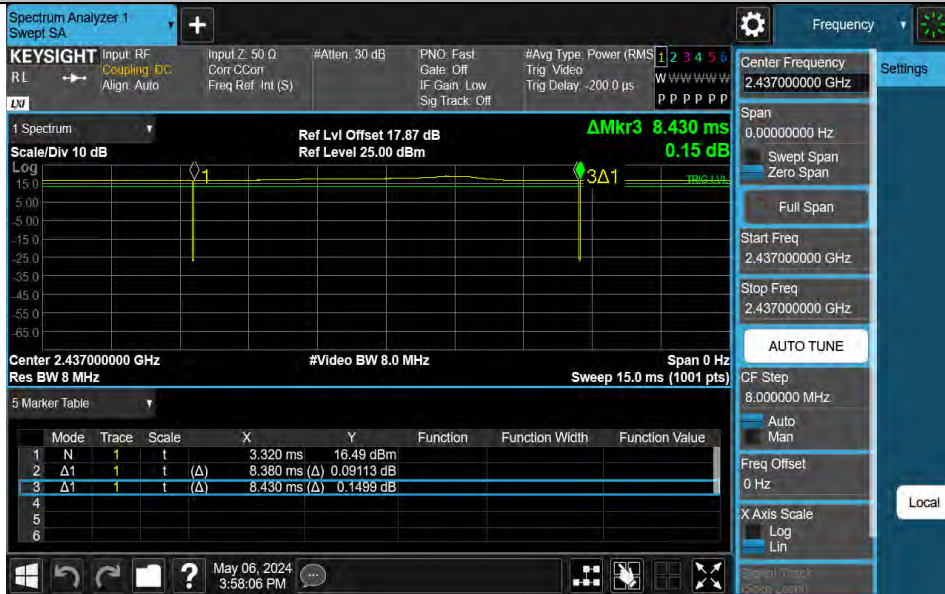 Spectrum Analyzer 1
Swept SA
+
Frequency
KEYSIGHT Input: RF Input Z: 50 Ω #Atten: 30 dB PNO: Fast #Avg Type: Power (RMS 1 2 3 4 5 6
RL Coupling: DC Corr CCorr Gate: Off Trig: Video W W W W W W
Align: Auto Freq Ref: Int (S) IF Gain: Low Trig Delay: -200.0 µs
LXI Sig Track: Off P P P P P P
1 Spectrum
Scale/Div 10 dB
Ref Lvl Offset 17.87 dB
Ref Level 25.00 dBm
ΔMkr3 8.430 ms
0.15 dB
Log
15.0
5.00
-5.00
-15.0
-25.0
-35.0
-45.0
-55.0
-65.0
1
3Δ1
TRIG LVL
Center 2.437000000 GHz #Video BW 8.0 MHz Span 0 Hz
Res BW 8 MHz Sweep 15.0 ms (1001 pts)
5 Marker Table
Mode Trace Scale X Y Function Function Width Function Value
1 N 1 t 3.320 ms 16.49 dBm
2 Δ1 1 t (Δ) 8.380 ms (Δ) 0.09113 dB
3 Δ1 1 t (Δ) 8.430 ms (Δ) 0.1499 dB
4
5
6
?
May 06, 2024
3:58:06 PM
Center Frequency
2.437000000 GHz
Span
0.00000000 Hz
Swept Span
Zero Span
Full Span
Start Freq
2.437000000 GHz
Stop Freq
2.437000000 GHz
AUTO TUNE
CF Step
8.000000 MHz
Auto
Man
Freq Offset
0 Hz
X Axis Scale
Log
Lin
Signal Track
(Span Zoom)
Settings
Local